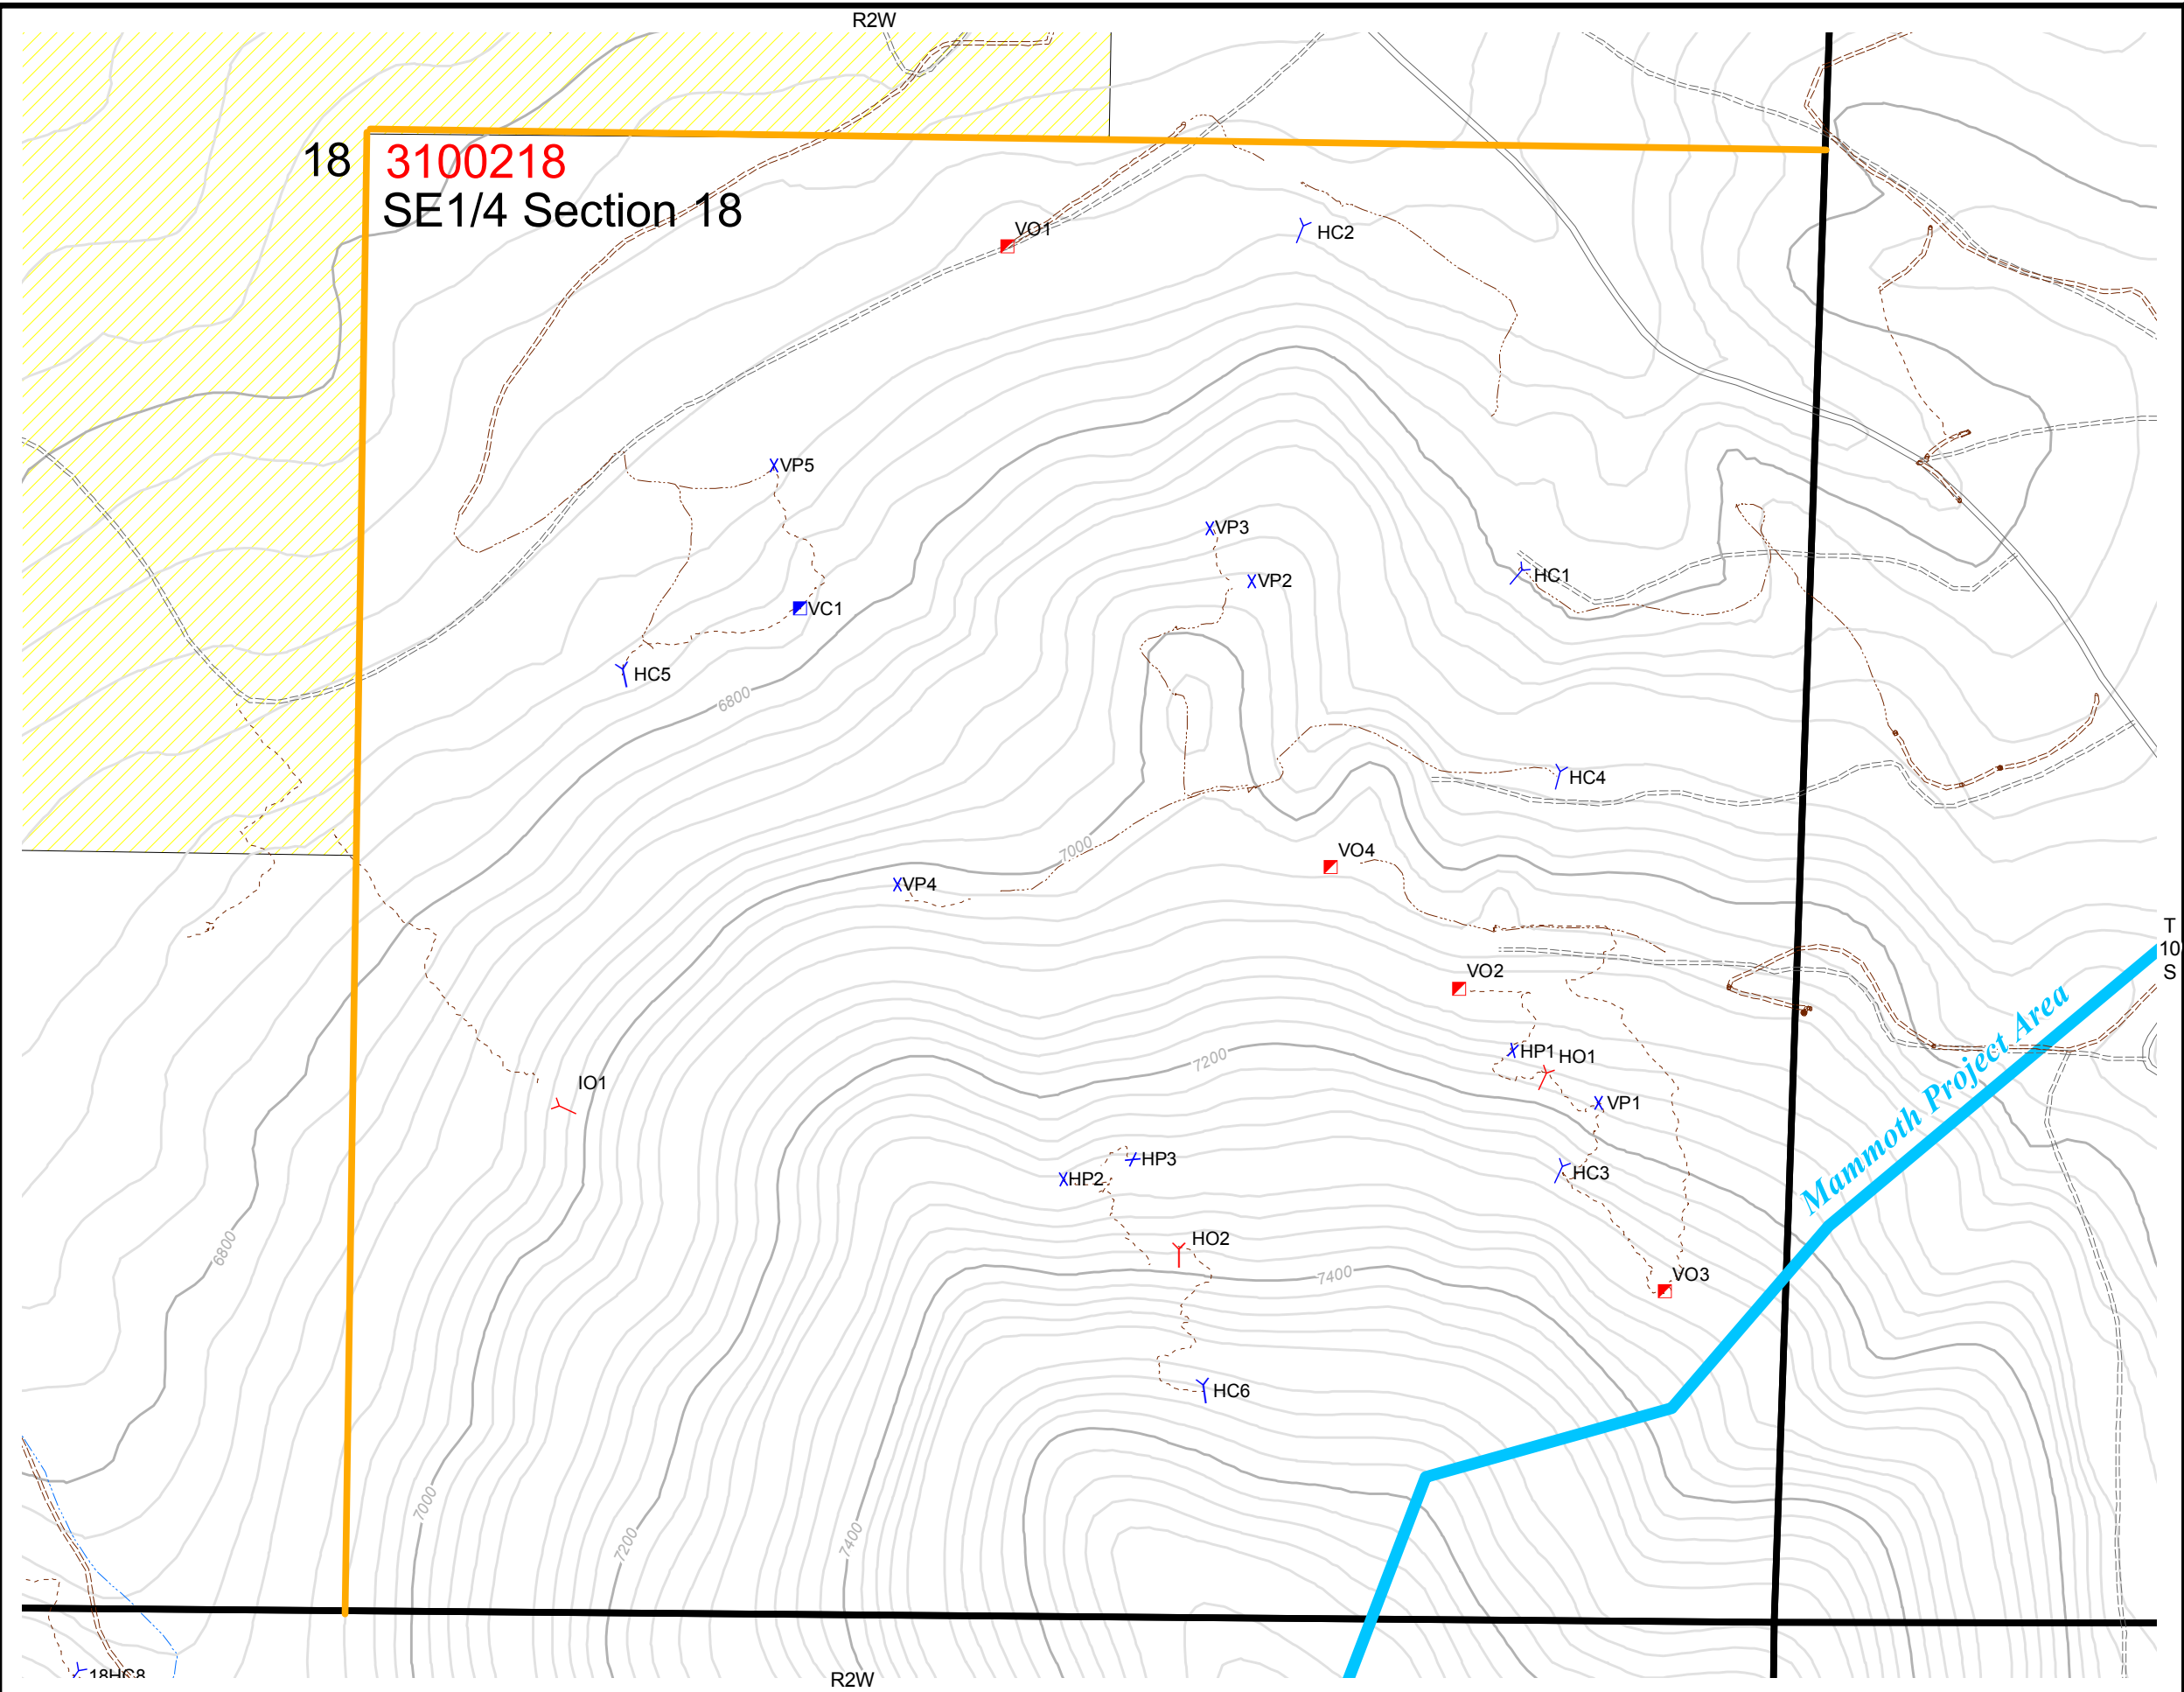 R2W
18
3100218
SE1/4 Section 18
VO1
HC2
VP5
VP3
HC1
VP2
VC1
HC5
6800
HC4
7000
VO4
VP4
T
10
S
VO2
Mammoth Project Area
HP1
HO1
7200
IO1
VP1
HP3
HC3
HP2
HO2
6800
7400
VO3
HC6
7000
7200
7400
18HC8
R2W